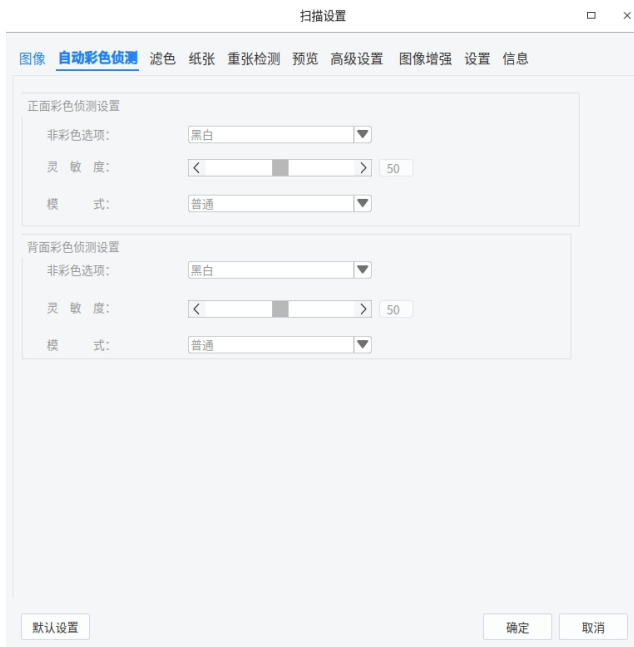 扫描设置
图像 自动彩色侦测 滤色 纸张 重张检测 预览 高级设置 图像增强 设置 信息
正面彩色侦测设置
非彩色选项： 黑白
灵 敏 度： 50
模 式： 普通
背面彩色侦测设置
非彩色选项： 黑白
灵 敏 度： 50
模 式： 普通
默认设置 确定 取消